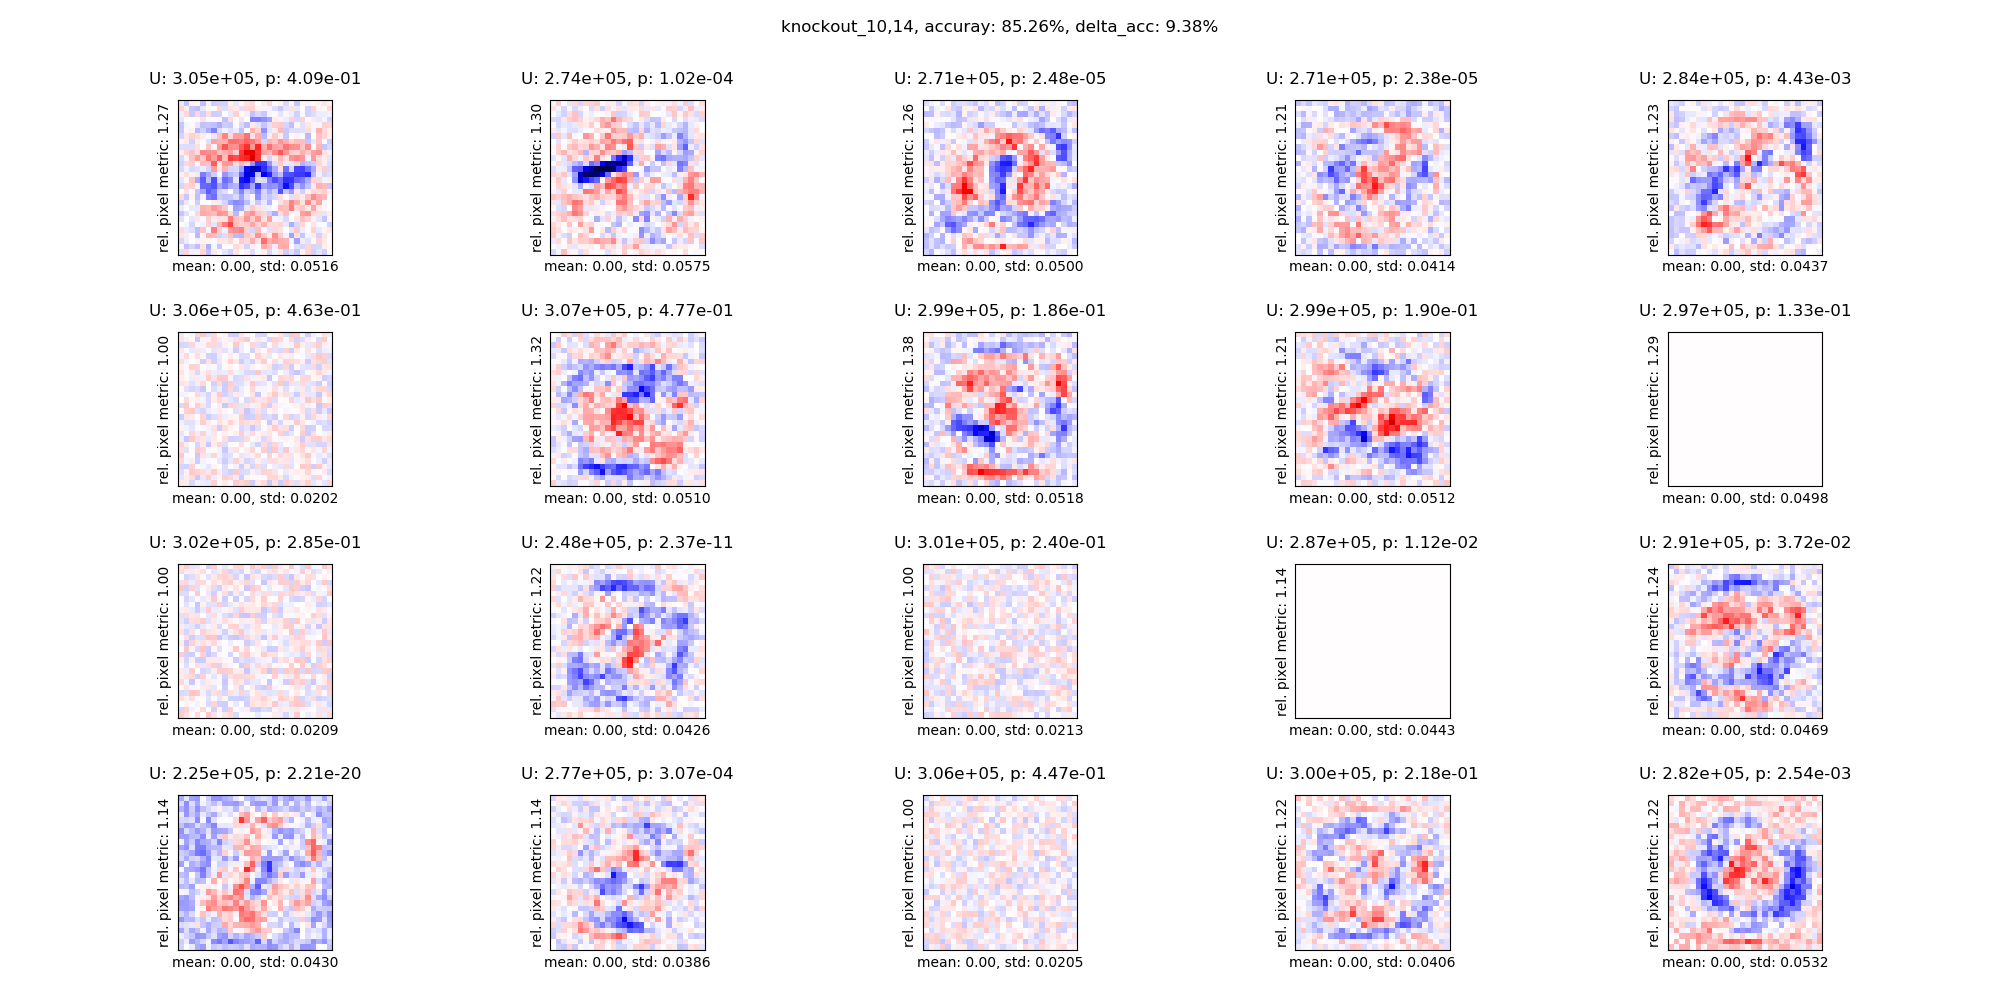 knockout_10,14, accuray: 85.26%, delta_acc: 9.38%
U: 3.05e+05, p: 4.09e-01
rel. pixel metric: 1.27
mean: 0.00, std: 0.0516
U: 2.74e+05, p: 1.02e-04
rel. pixel metric: 1.30
mean: 0.00, std: 0.0575
U: 2.71e+05, p: 2.48e-05
rel. pixel metric: 1.26
mean: 0.00, std: 0.0500
U: 2.71e+05, p: 2.38e-05
rel. pixel metric: 1.21
mean: 0.00, std: 0.0414
U: 2.84e+05, p: 4.43e-03
rel. pixel metric: 1.23
mean: 0.00, std: 0.0437
U: 3.06e+05, p: 4.63e-01
rel. pixel metric: 1.00
mean: 0.00, std: 0.0202
U: 3.07e+05, p: 4.77e-01
rel. pixel metric: 1.32
mean: 0.00, std: 0.0510
U: 2.99e+05, p: 1.86e-01
rel. pixel metric: 1.38
mean: 0.00, std: 0.0518
U: 2.99e+05, p: 1.90e-01
rel. pixel metric: 1.21
mean: 0.00, std: 0.0512
U: 2.97e+05, p: 1.33e-01
rel. pixel metric: 1.29
mean: 0.00, std: 0.0498
U: 3.02e+05, p: 2.85e-01
rel. pixel metric: 1.00
mean: 0.00, std: 0.0209
U: 2.48e+05, p: 2.37e-11
rel. pixel metric: 1.22
mean: 0.00, std: 0.0426
U: 3.01e+05, p: 2.40e-01
rel. pixel metric: 1.00
mean: 0.00, std: 0.0213
U: 2.87e+05, p: 1.12e-02
rel. pixel metric: 1.14
mean: 0.00, std: 0.0443
U: 2.91e+05, p: 3.72e-02
rel. pixel metric: 1.24
mean: 0.00, std: 0.0469
U: 2.25e+05, p: 2.21e-20
rel. pixel metric: 1.14
mean: 0.00, std: 0.0430
U: 2.77e+05, p: 3.07e-04
rel. pixel metric: 1.14
mean: 0.00, std: 0.0386
U: 3.06e+05, p: 4.47e-01
rel. pixel metric: 1.00
mean: 0.00, std: 0.0205
U: 3.00e+05, p: 2.18e-01
rel. pixel metric: 1.22
mean: 0.00, std: 0.0406
U: 2.82e+05, p: 2.54e-03
rel. pixel metric: 1.22
mean: 0.00, std: 0.0532